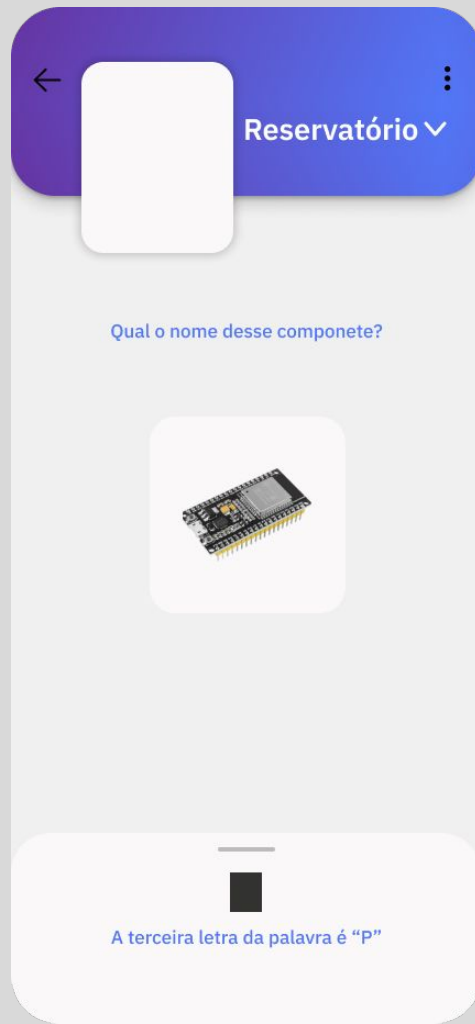 Reservatório
Qual o nome desse componete?
A terceira letra da palavra é “P”